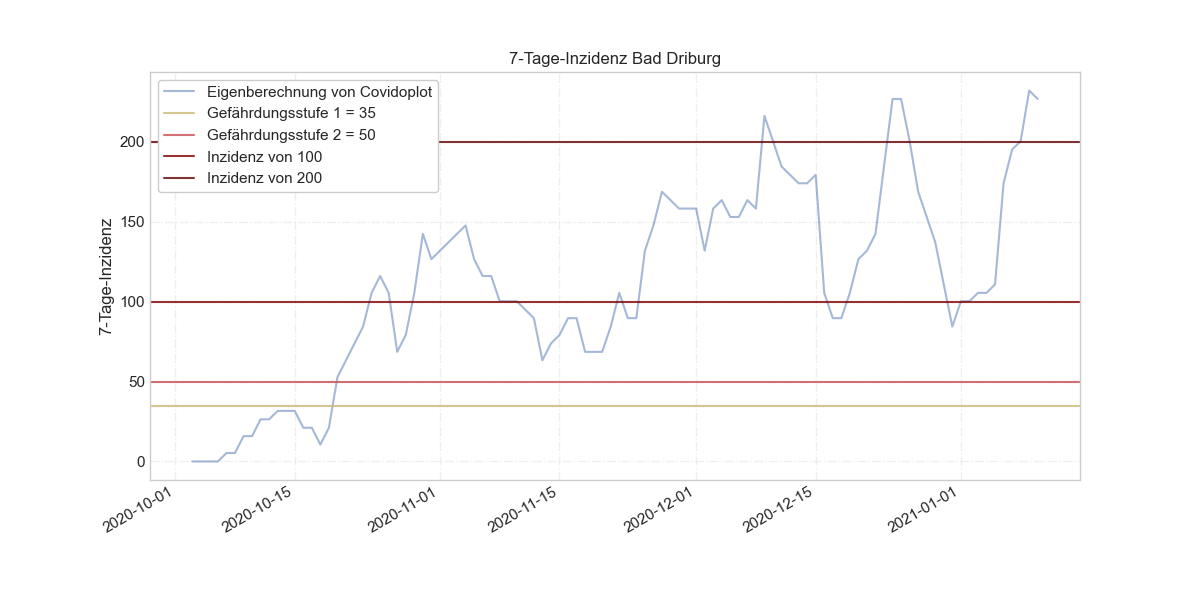 7-Tage-Inzidenz Bad Driburg
Eigenberechnung von Covidoplot
Gefährdungsstufe 1 = 35
Gefährdungsstufe 2 = 50
Inzidenz von 100
Inzidenz von 200
7-Tage-Inzidenz
200
150
100
50
0
2020-10-01
2020-10-15
2020-11-01
2020-11-15
2020-12-01
2020-12-15
2021-01-01